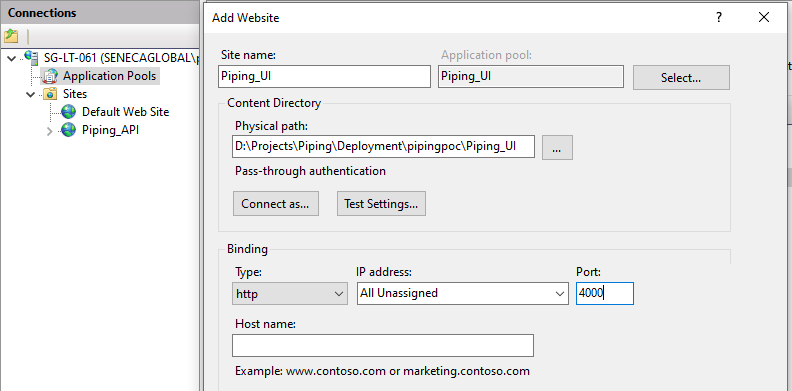 Connections
SG-LT-061 (SENECAGLOBAL\
Application Pools
Sites
Default Web Site
Piping_API
Add Website
?
Site name:
Application pool:
Piping_UI
Piping_UI
Select...
Content Directory
Physical path:
D:\Projects\Piping\Deployment\pipingpoc\Piping_UI
...
Pass-through authentication
Connect as...
Test Settings...
Binding
Type:
IP address:
Port:
http
All Unassigned
4000
Host name:
Example: www.contoso.com or marketing.contoso.com